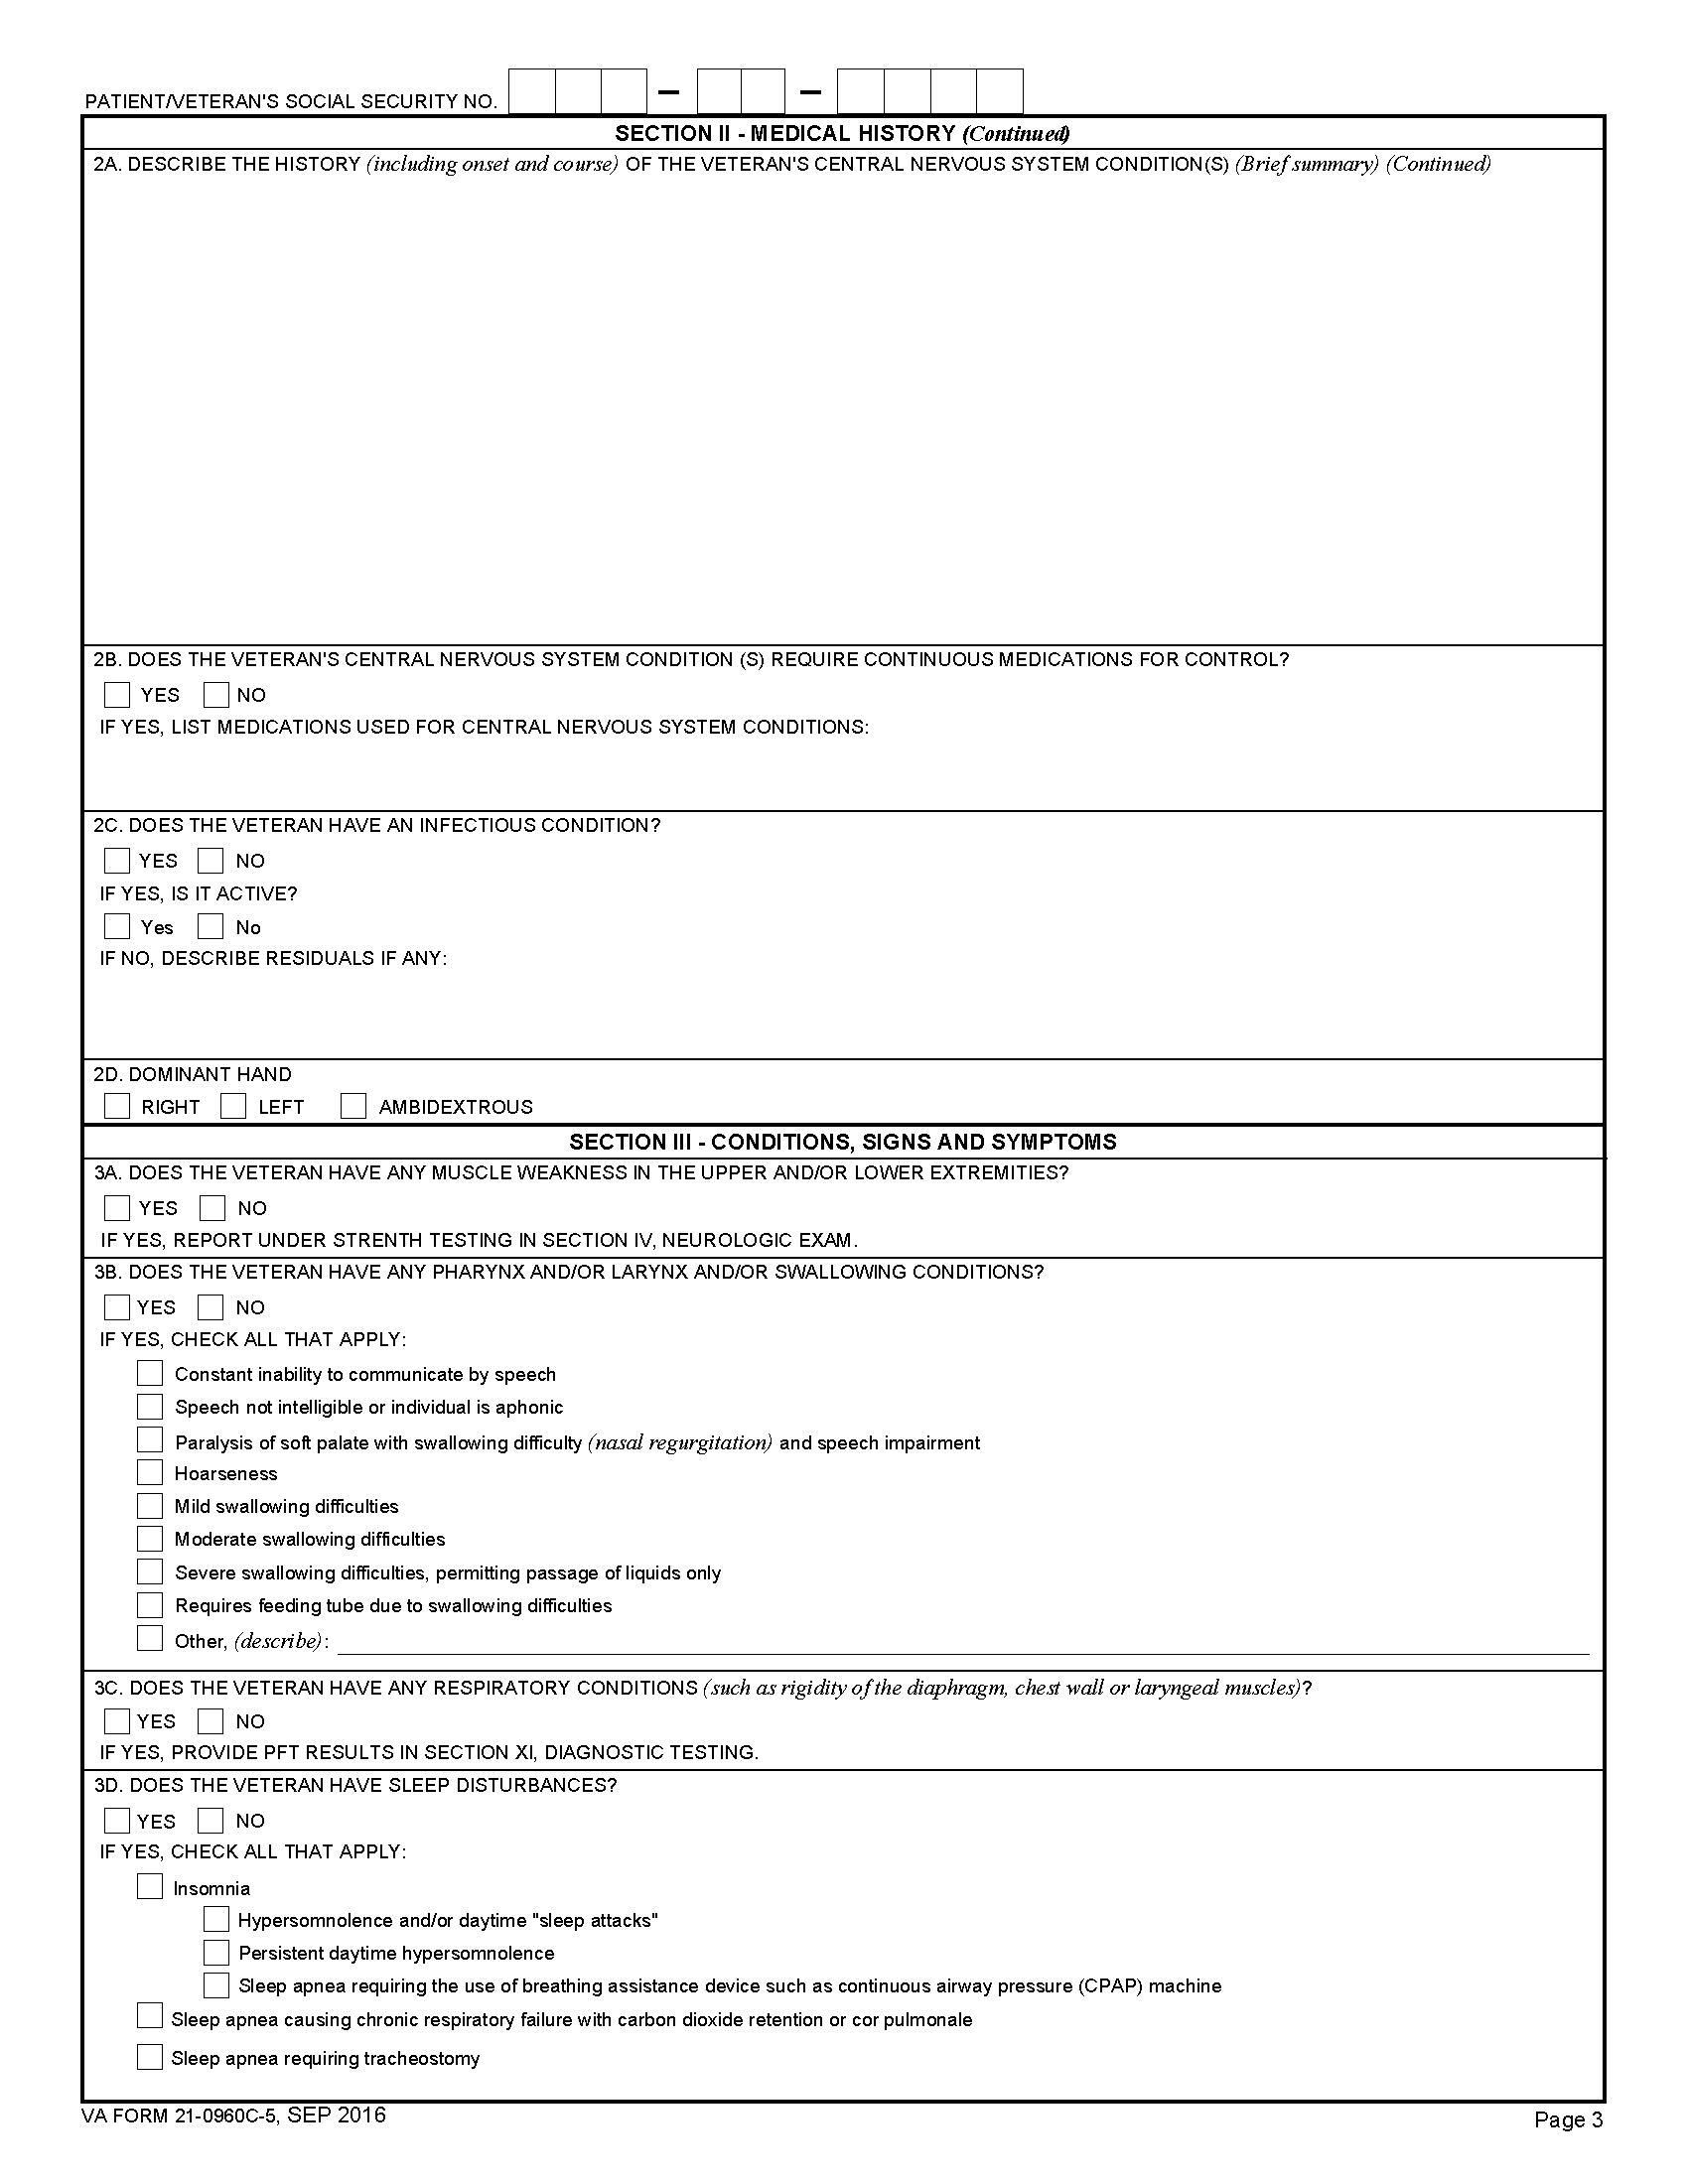 PATIENT/VETERAN'S SOCIAL SECURITY NO. – –
SECTION II - MEDICAL HISTORY (Continued)
2A. DESCRIBE THE HISTORY (including onset and course) OF THE VETERAN'S CENTRAL NERVOUS SYSTEM CONDITION(S) (Brief summary) (Continued)
2B. DOES THE VETERAN'S CENTRAL NERVOUS SYSTEM CONDITION (S) REQUIRE CONTINUOUS MEDICATIONS FOR CONTROL?
YES NO
IF YES, LIST MEDICATIONS USED FOR CENTRAL NERVOUS SYSTEM CONDITIONS:
2C. DOES THE VETERAN HAVE AN INFECTIOUS CONDITION?
YES NO
IF YES, IS IT ACTIVE?
Yes No
IF NO, DESCRIBE RESIDUALS IF ANY:
2D. DOMINANT HAND
RIGHT LEFT AMBIDEXTROUS
SECTION III - CONDITIONS, SIGNS AND SYMPTOMS
3A. DOES THE VETERAN HAVE ANY MUSCLE WEAKNESS IN THE UPPER AND/OR LOWER EXTREMITIES?
YES NO
IF YES, REPORT UNDER STRENTH TESTING IN SECTION IV, NEUROLOGIC EXAM.
3B. DOES THE VETERAN HAVE ANY PHARYNX AND/OR LARYNX AND/OR SWALLOWING CONDITIONS?
YES NO
IF YES, CHECK ALL THAT APPLY:
Constant inability to communicate by speech
Speech not intelligible or individual is aphonic
Paralysis of soft palate with swallowing difficulty (nasal regurgitation) and speech impairment
Hoarseness
Mild swallowing difficulties
Moderate swallowing difficulties
Severe swallowing difficulties, permitting passage of liquids only
Requires feeding tube due to swallowing difficulties
Other, (describe):
3C. DOES THE VETERAN HAVE ANY RESPIRATORY CONDITIONS (such as rigidity of the diaphragm, chest wall or laryngeal muscles)?
YES NO
IF YES, PROVIDE PFT RESULTS IN SECTION XI, DIAGNOSTIC TESTING.
3D. DOES THE VETERAN HAVE SLEEP DISTURBANCES?
YES NO
IF YES, CHECK ALL THAT APPLY:
Insomnia
Hypersomnolence and/or daytime "sleep attacks"
Persistent daytime hypersomnolence
Sleep apnea requiring the use of breathing assistance device such as continuous airway pressure (CPAP) machine
Sleep apnea causing chronic respiratory failure with carbon dioxide retention or cor pulmonale
Sleep apnea requiring tracheostomy
VA FORM 21-0960C-5, SEP 2016
Page 3